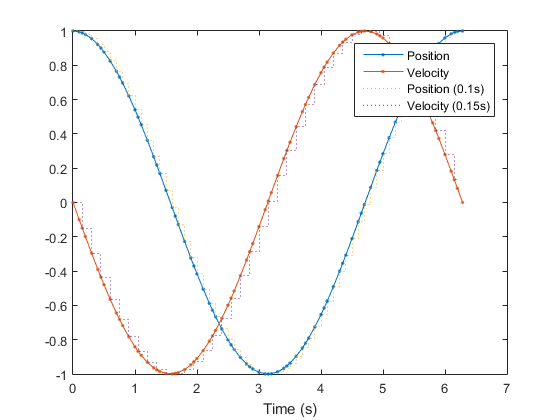 1
0.8
0.6
0.4
0.2
0
-0.2
-0.4
-0.6
-0.8
-1
0 1 2 3 4 5 6 7
Time (s)
Position
Velocity
Position (0.1s)
Velocity (0.15s)